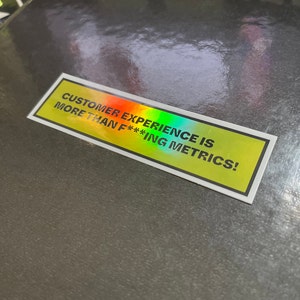 CUSTOMER EXPERIENCE IS
MORE THAN F***ING METRICS!